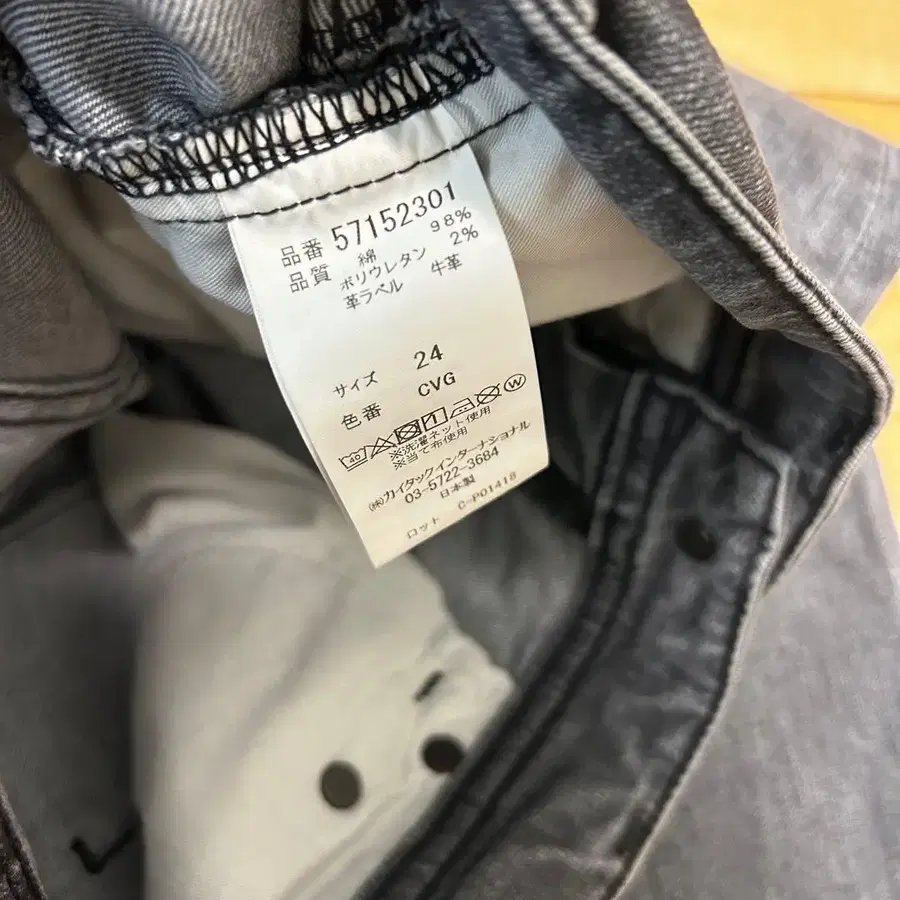 品番 57152301
品質 綿 98%
ポリウレタン 2%
革ラベル 牛革
サイズ 24
色番 CVG
40 1 W
※洗濯ネット使用
※当て布使用
㈱カイタックインターナショナル
03-5722-3684
日本製
ロット C-P01418